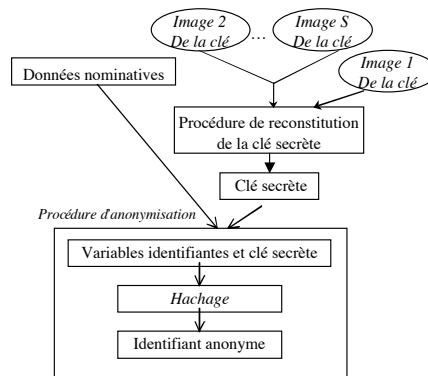 Image 2
De la clé
…
Image S
De la clé
Image 1
De la clé
Données nominatives
Procédure de reconstitution
de la clé secrète
Clé secrète
Procédure d'anonymisation
Variables identifiantes et clé secrète
Hachage
Identifiant anonyme